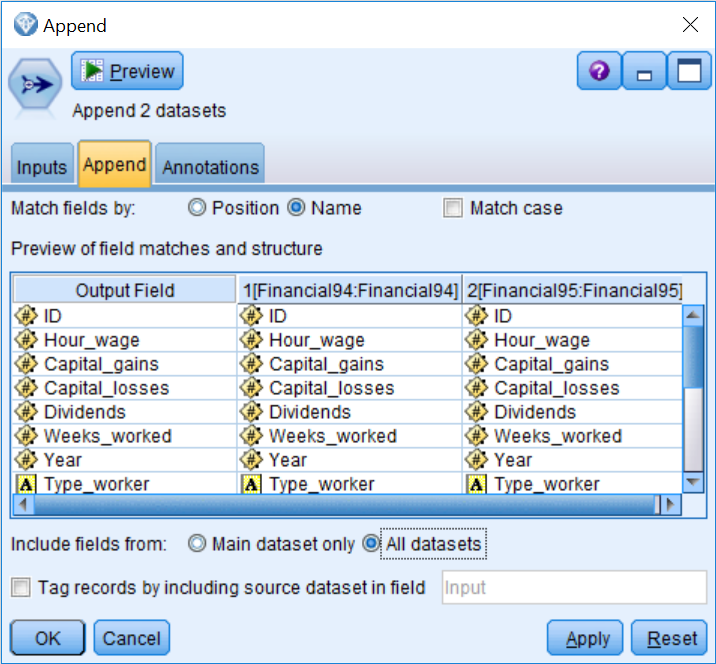 Append
Preview
Append 2 datasets
Inputs Append Annotations
Match fields by: Position Name Match case
Preview of field matches and structure
Output Field 1[Financial94:Financial94] 2[Financial95:Financial95]
ID ID ID
Hour_wage Hour_wage Hour_wage
Capital_gains Capital_gains Capital_gains
Capital_losses Capital_losses Capital_losses
Dividends Dividends Dividends
Weeks_worked Weeks_worked Weeks_worked
Year Year Year
Type_worker Type_worker Type_worker
Include fields from: Main dataset only All datasets
Tag records by including source dataset in field Input
OK Cancel Apply Reset